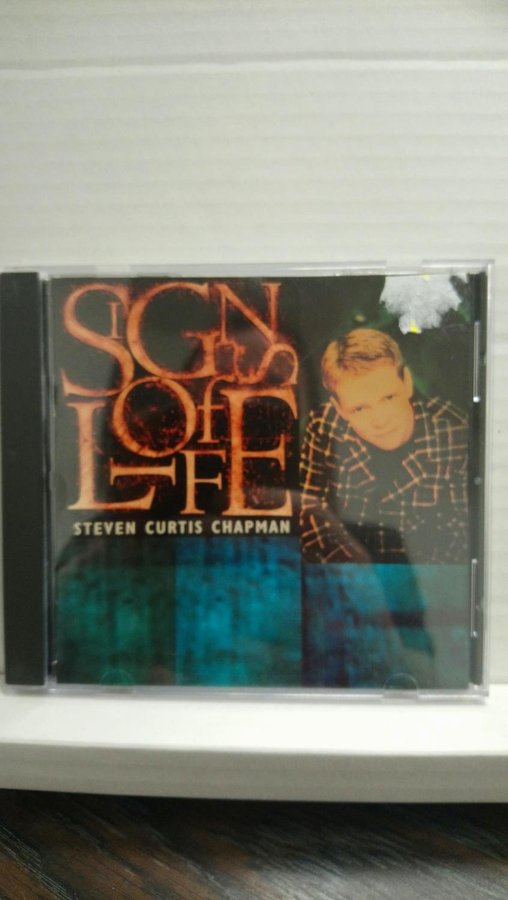 SIGNS
OF
LIFE
STEVEN CURTIS CHAPMAN